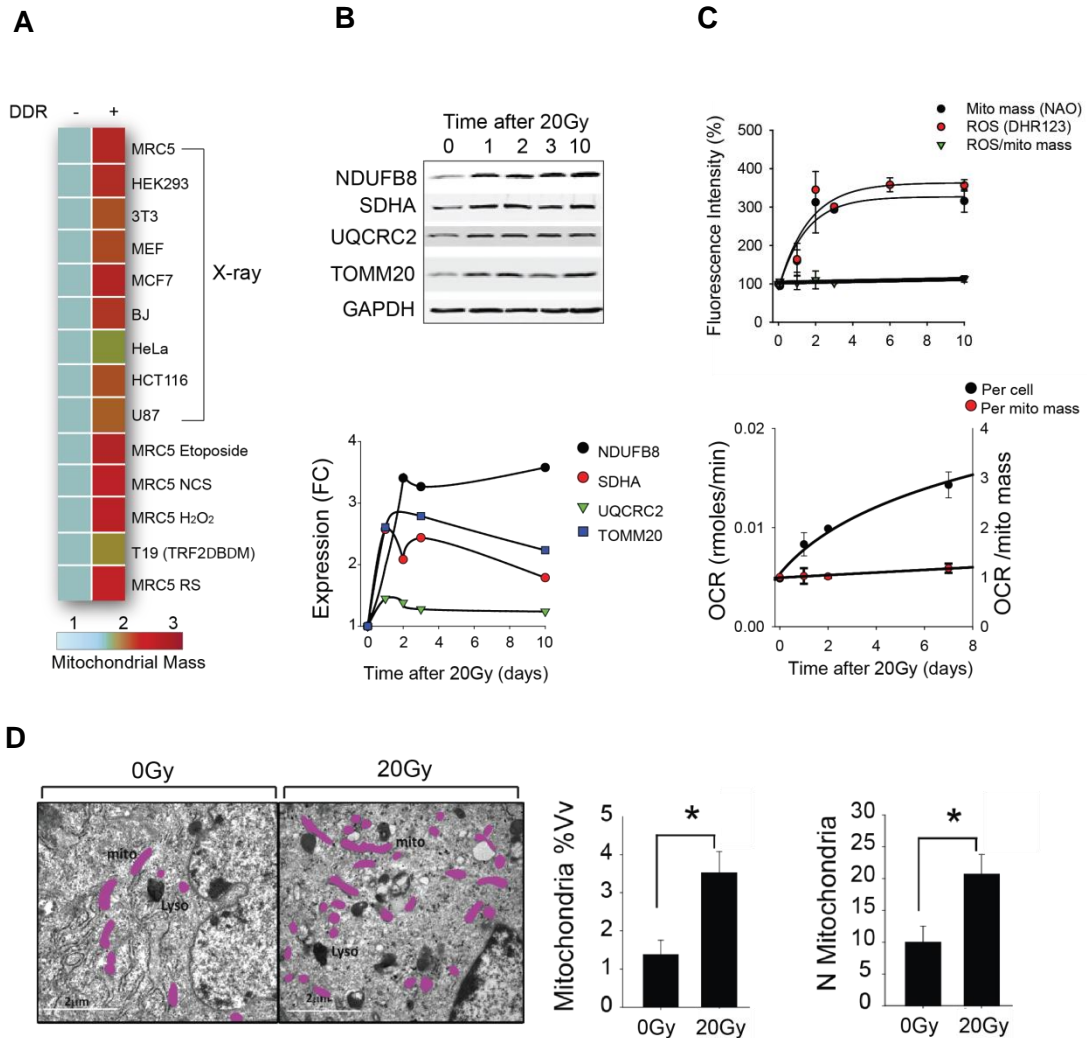 A
DDR - +
MRC5
HEK293
3T3
MEF
MCF7
BJ
HeLa
HCT116
U87
X-ray
MRC5 Etoposide
MRC5 NCS
MRC5 H₂O₂
T19 (TRF2DBDM)
MRC5 RS
1 2 3
Mitochondrial Mass
B
Time after 20Gy
0 1 2 3 10
NDUFB8
SDHA
UQCRC2
TOMM20
GAPDH
Expression (FC)
4
3
2
1
0 2 4 6 8 10
Time after 20Gy (days)
NDUFB8
SDHA
UQCRC2
TOMM20
C
Mito mass (NAO)
ROS (DHR123)
ROS/mito mass
Fluorescence Intensity (%)
500
400
300
200
100
0
0 2 4 6 8 10
Per cell
Per mito mass
OCR (rmoles/min)
0.02
0.01
0.00
4
3
2
1
0
OCR /mito mass
0 2 4 6 8
Time after 20Gy (days)
D
0Gy 20Gy
mito
Lyso
2µm
mito
Lyso
2µm
Mitochondria %Vv
5
4
3
2
1
0
*
0Gy 20Gy
N Mitochondria
30
25
20
15
10
5
0
*
0Gy 20Gy